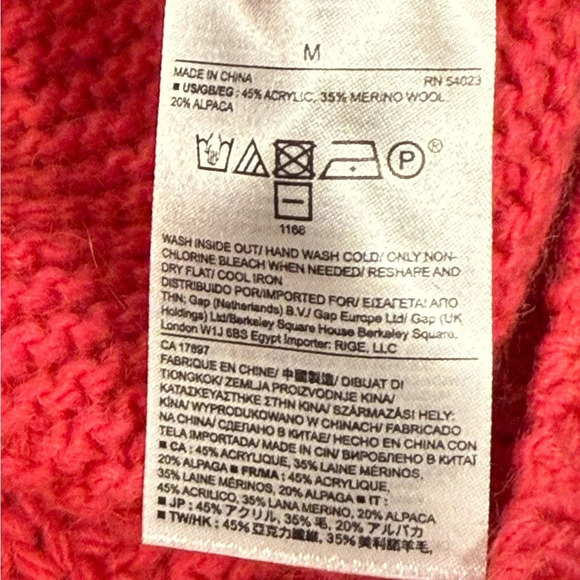 M
MADE IN CHINA RN 54023
■ US/GB/EG : 45% ACRYLIC, 35% MERINO WOOL,
20% ALPACA
P ®
1166
WASH INSIDE OUT/ HAND WASH COLD/ ONLY NON-
CHLORINE BLEACH WHEN NEEDED/ RESHAPE AND
DRY FLAT/ COOL IRON
DISTRIBUIDO POR/IMPORTED FOR/ ΕΙΣΑΓΕΤΑΙ ΑΠΟ
ΤΗΝ: Gap (Netherlands) B.V./ Gap Europe Ltd/ Gap (UK
Holdings) Ltd/Berkeley Square House Berkeley Square,
London W1J 6BS Egypt Importer: RIGE, LLC
CA 17897
FABRIQUÉ EN CHINE/ 中國製造/ DIBUAT DI
TIONGKOK/ ZEMLJA PROIZVODNJE KINA/
ΚΑΤΑΣΚΕΥΑΣΤΗΚΕ ΣΤΗΝ ΚΙΝΑ/ SZÁRMAZÁSI HELY:
KÍNA/ WYPRODUKOWANO W CHINACH/ FABRICADO
NA CHINA/ СДЕЛАНО В КИТАЕ/ HECHO EN CHINA CON
TELA IMPORTADA/ MADE IN CIN/ ВИРОБЛЕНО В КИТАЇ
■ CA : 45% ACRYLIQUE, 35% LAINE MÉRINOS,
20% ALPAGA ■ FR/MA : 45% ACRYLIQUE,
35% LAINE MÉRINOS, 20% ALPAGA ■ IT :
45% ACRILICO, 35% LANA MERINO, 20% ALPACA
■ JP : 45% アクリル, 35% 毛, 20% アルパカ
■ TW/HK : 45% 亞克力纖維, 35% 美利諾羊毛,